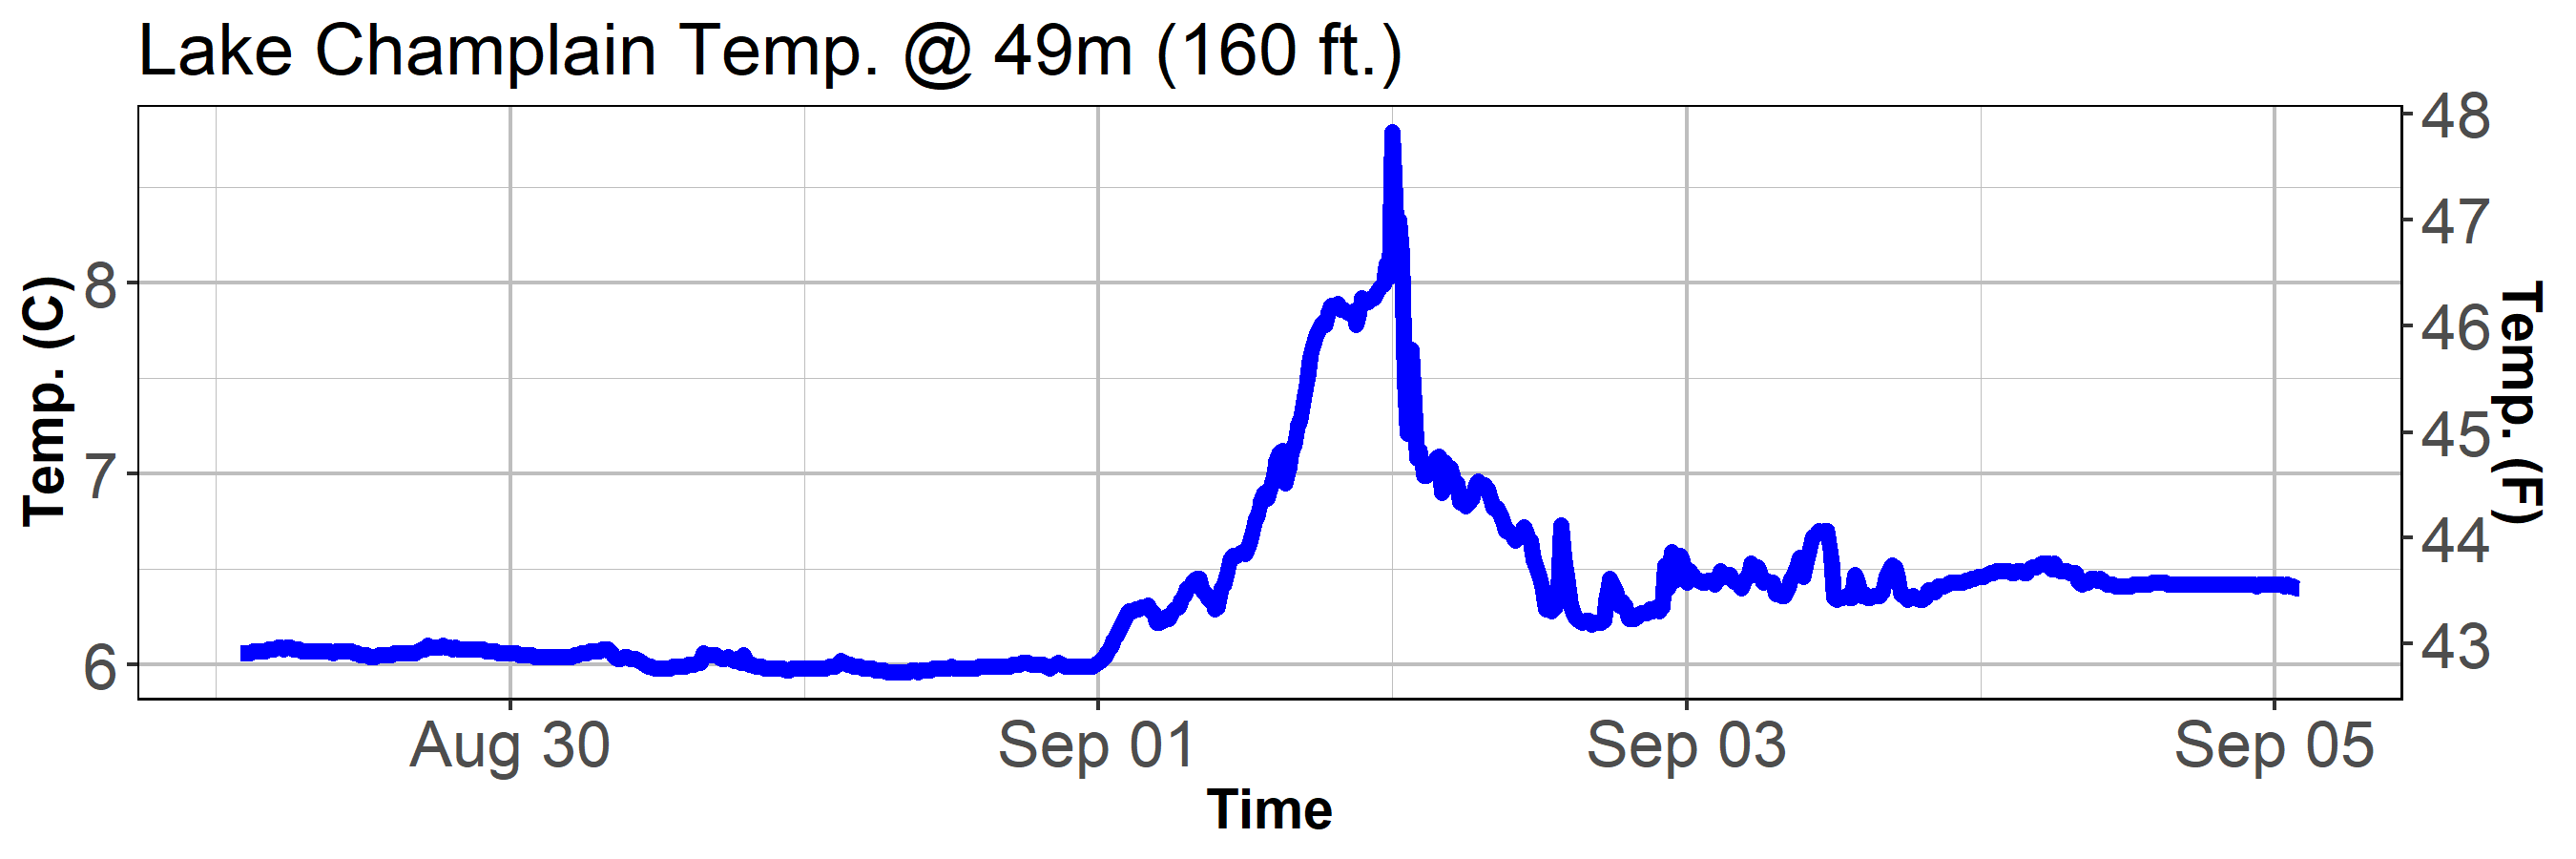 Lake Champlain Temp. @ 49m (160 ft.)
Temp. (C)
8
7
6
48
47
46
45
44
43
Temp. (F)
Aug 30
Sep 01
Sep 03
Sep 05
Time